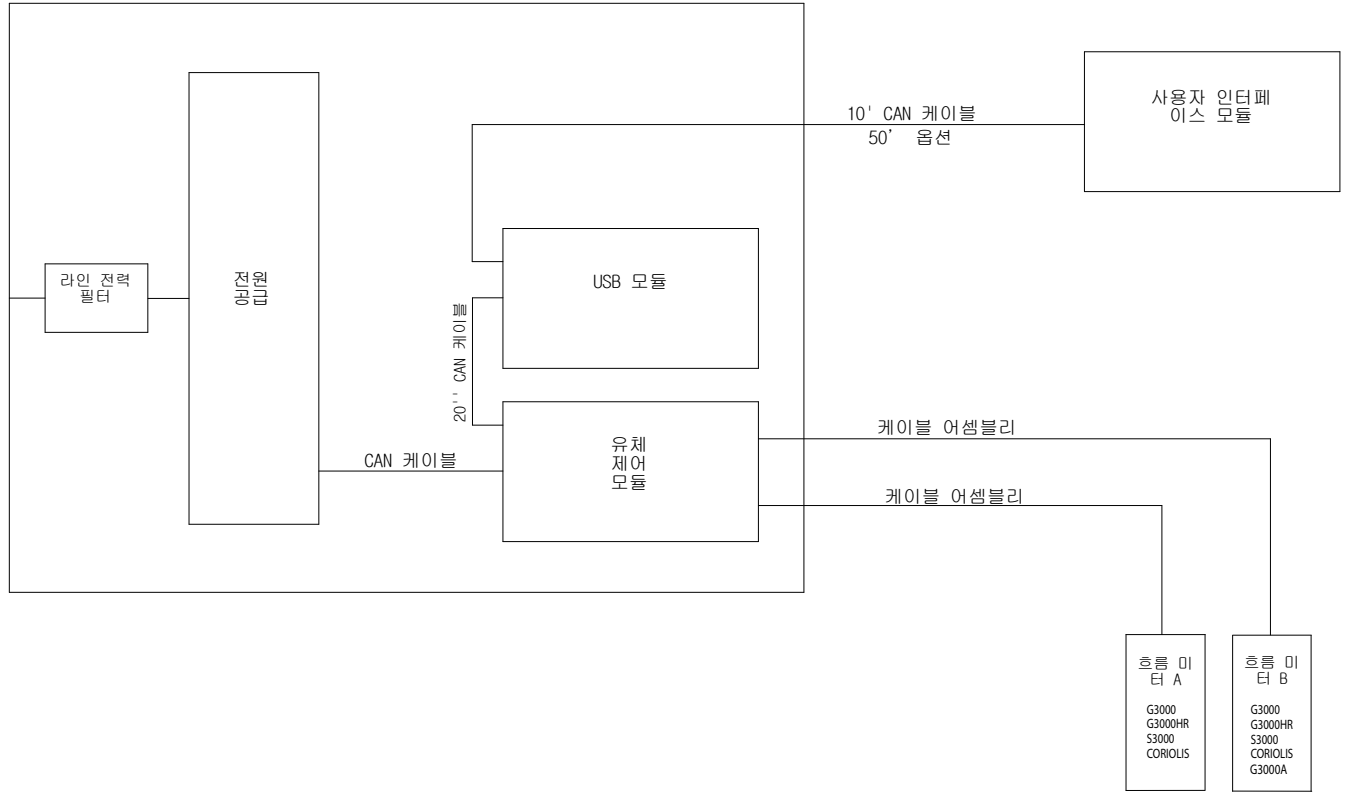 사용자 인터페
이스 모듈
10' CAN 케이블
50' 옵션
라인 전력
필터
전원
공급
USB 모듈
20'' CAN 케이블
유체
제어
모듈
CAN 케이블
케이블 어셈블리
케이블 어셈블리
흐름 미
터 A
G3000
G3000HR
S3000
CORIOLIS
흐름 미
터 B
G3000
G3000HR
S3000
CORIOLIS
G3000A